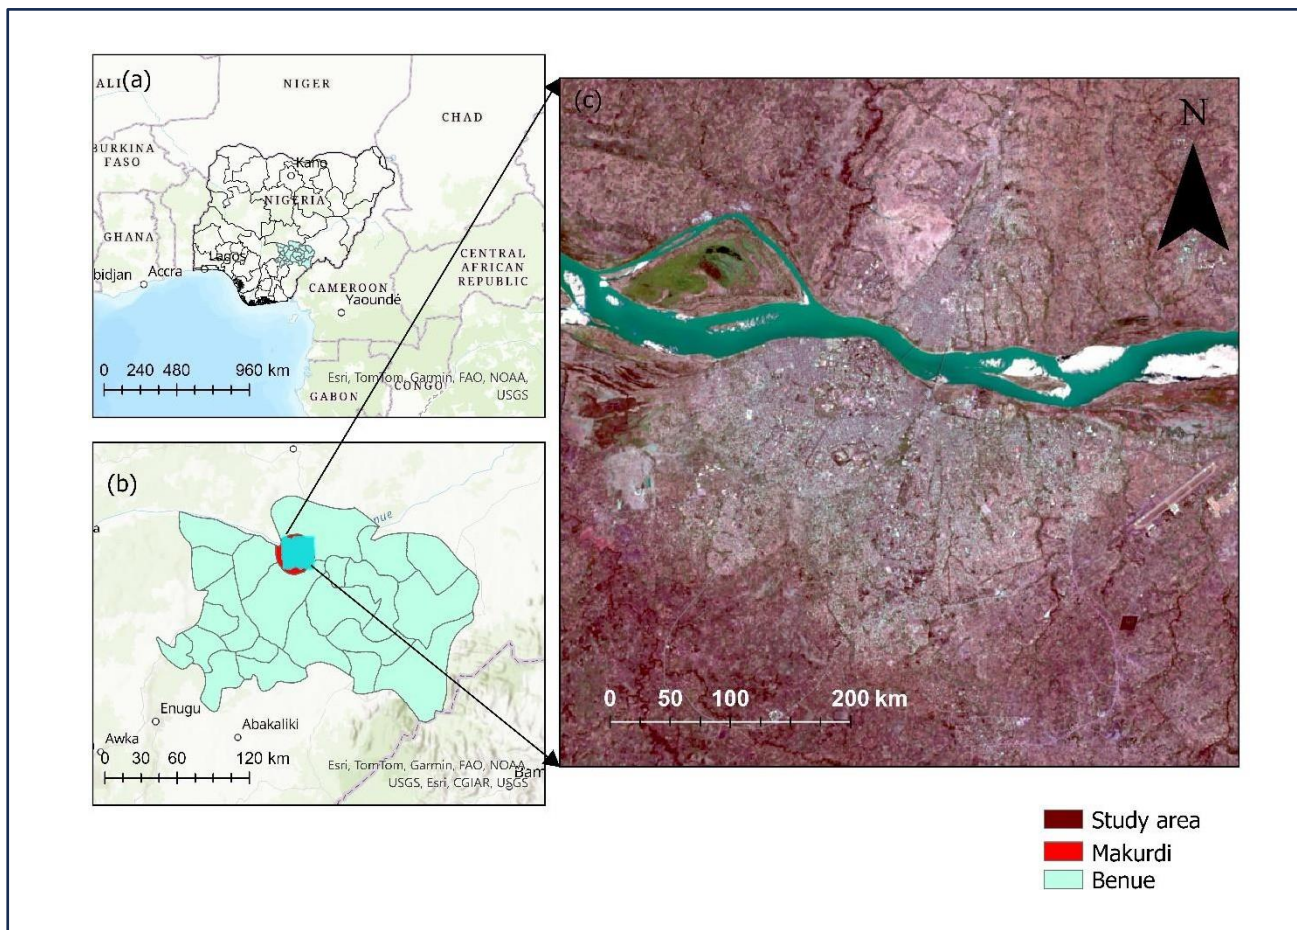 (a)
ALI
NIGER
CHAD
BURKINA
FASO
Kano
NIGERIA
GHANA
Lagos
bidjan
Accra
CENTRAL
AFRICAN
REPUBLIC
CAMEROON
Yaoundé
0 240 480 960 km
Esri, TomTom, Garmin, FAO, NOAA,
USGS
CONGO
GABON
(b)
nue
a
Enugu
Abakaliki
Awka
0 30 60 120 km
Esri, TomTom, Garmin, FAO, NOAA,
USGS, Esri, CGIAR, USGS
Bam
(c)
N
0 50 100 200 km
Study area
Makurdi
Benue